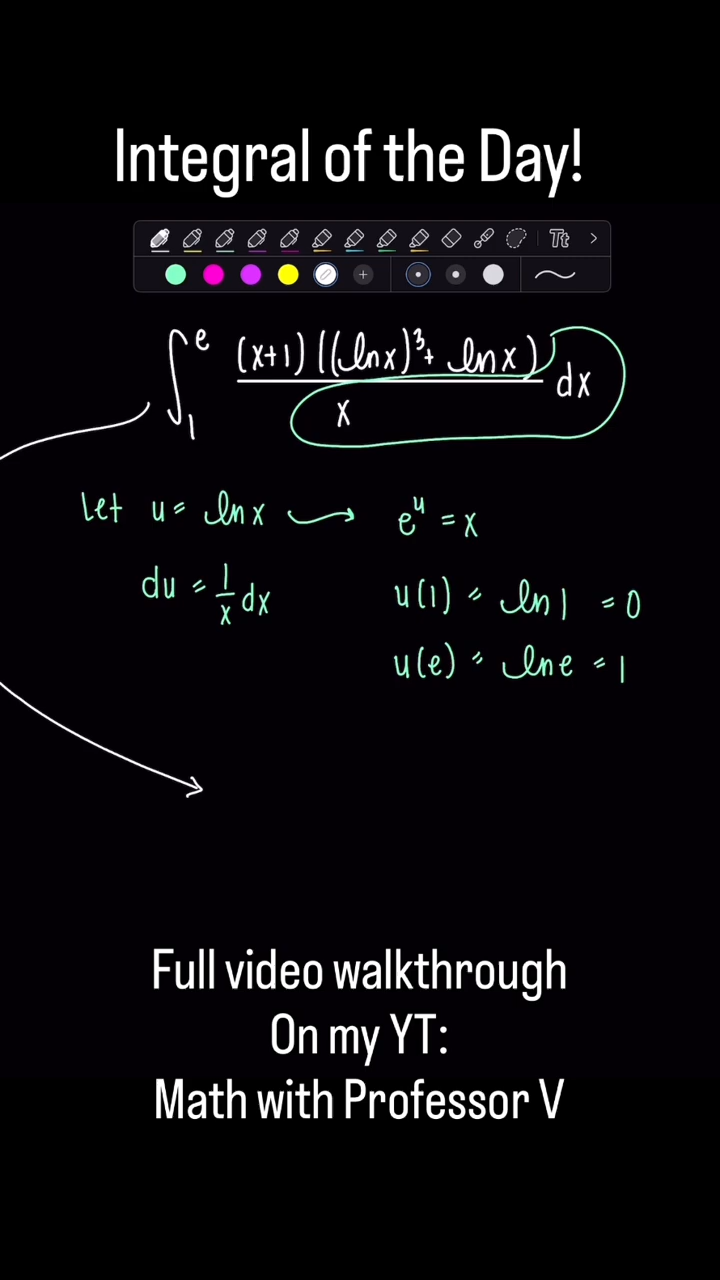 Integral of the Day!
Tt
∫₁ᵉ (x+1)((ln x)³ + ln x) / x dx
Let u = ln x → eᵘ = x
du = 1/x dx
u(1) = ln 1 = 0
u(e) = ln e = 1
Full video walkthrough
On my YT:
Math with Professor V